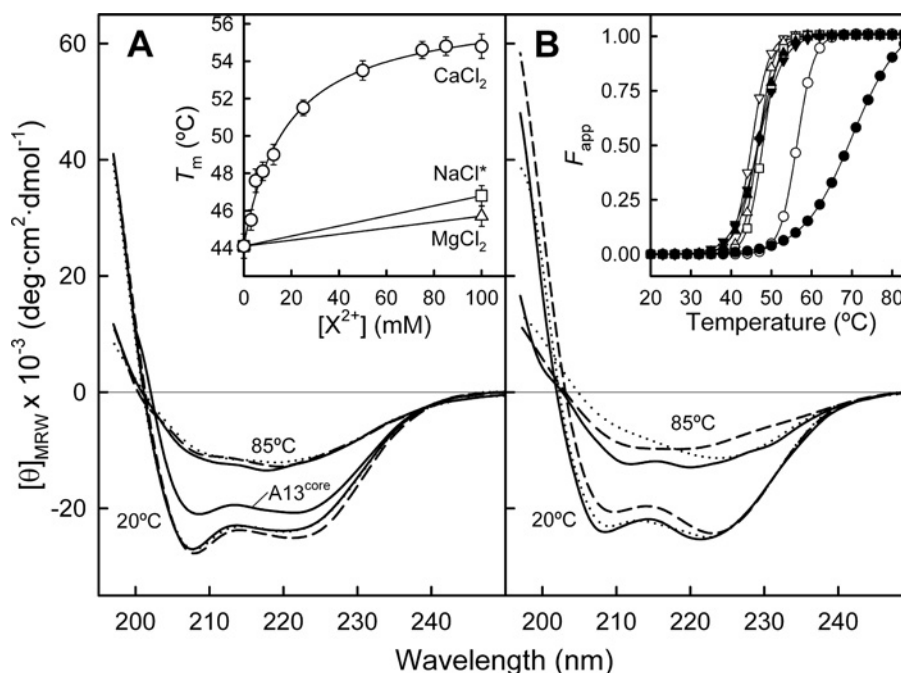 A
B
60
40
20
0
-20
[θ]MRW x 10⁻³ (deg·cm²·dmol⁻¹)
56
54
52
50
48
46
44
Tm (ºC)
CaCl₂
NaCl*
MgCl₂
0 20 40 60 80 100
[X²⁺] (mM)
1.00
0.75
0.50
0.25
0.00
Fapp
20 30 40 50 60 70 80
Temperature (ºC)
85ºC
A13ᶜᵒʳᵉ
20ºC
85ºC
20ºC
200 210 220 230 240
200 210 220 230 240
Wavelength (nm)